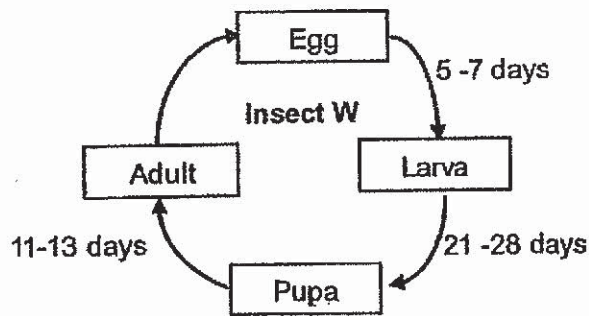 Egg
5 -7 days
Insect W
Adult
Larva
11-13 days
21 -28 days
Pupa